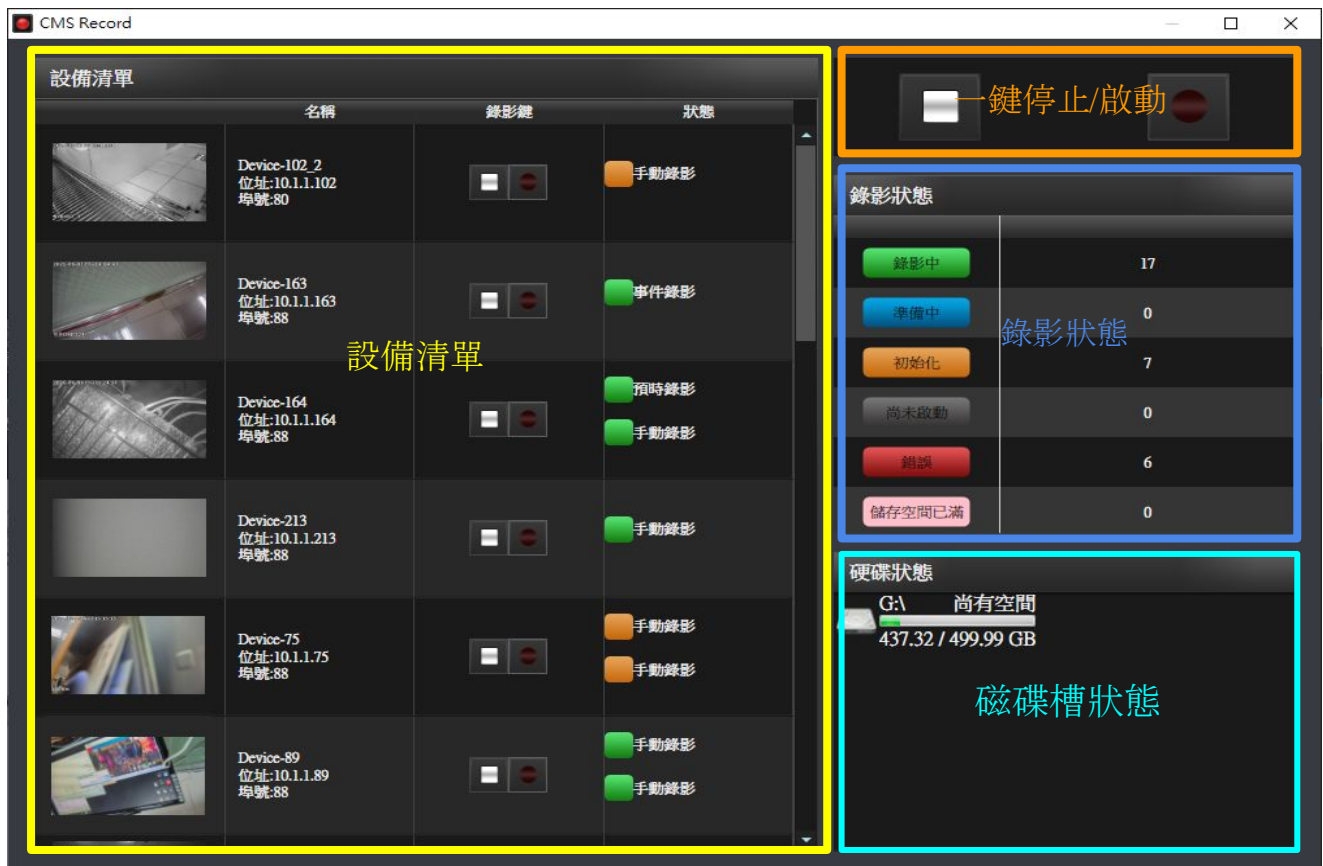 CMS Record
設備清單
名稱 錄影鍵 狀態
Device-102_2
位址:10.1.1.102
埠號:80
手動錄影
Device-163
位址:10.1.1.163
埠號:88
事件錄影
設備清單
Device-164
位址:10.1.1.164
埠號:88
預時錄影
手動錄影
Device-213
位址:10.1.1.213
埠號:88
手動錄影
Device-75
位址:10.1.1.75
埠號:88
手動錄影
手動錄影
Device-89
位址:10.1.1.89
埠號:88
手動錄影
手動錄影
一鍵停止/啟動
錄影狀態
錄影中 17
準備中 0
錄影狀態
初始化 7
尚未啟動 0
錯誤 6
儲存空間已滿 0
硬碟狀態
G:\ 尚有空間
437.32 / 499.99 GB
磁碟槽狀態